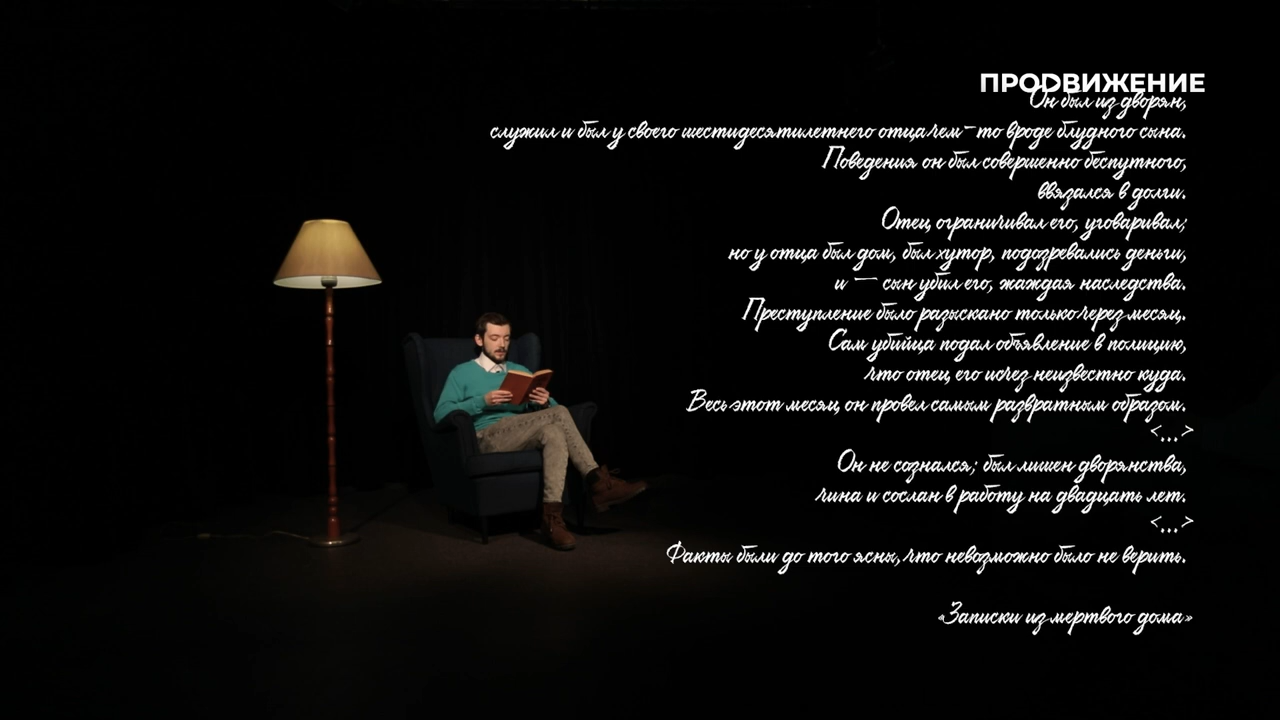 ПРОДВИЖЕНИЕ
Он был из дворян,
служил и был у своего шестидесятилетнего отца чем-то вроде блудного сына.
Поведения он был совершенно беспутного,
ввязался в долги.
Отец ограничивал его, уговаривал;
но у отца был дом, был хутор, подозревались деньги,
и — сын убил его, жаждая наследства.
Преступление было разыскано только через месяц.
Сам убийца подал объявление в полицию,
что отец его исчез неизвестно куда.
Весь этот месяц он провел самым развратным образом.
<...>
Он не сознался; был лишен дворянства,
чина и сослан в работу на двадцать лет.
<...>
Факты были до того ясны, что невозможно было не верить.
«Записки из мертвого дома»